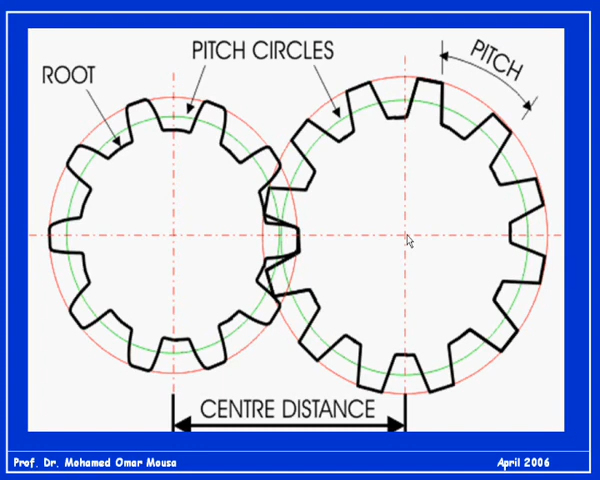 PITCH CIRCLES
PITCH
ROOT
CENTRE DISTANCE
Prof. Dr. Mohamed Omar Mousa
April 2006